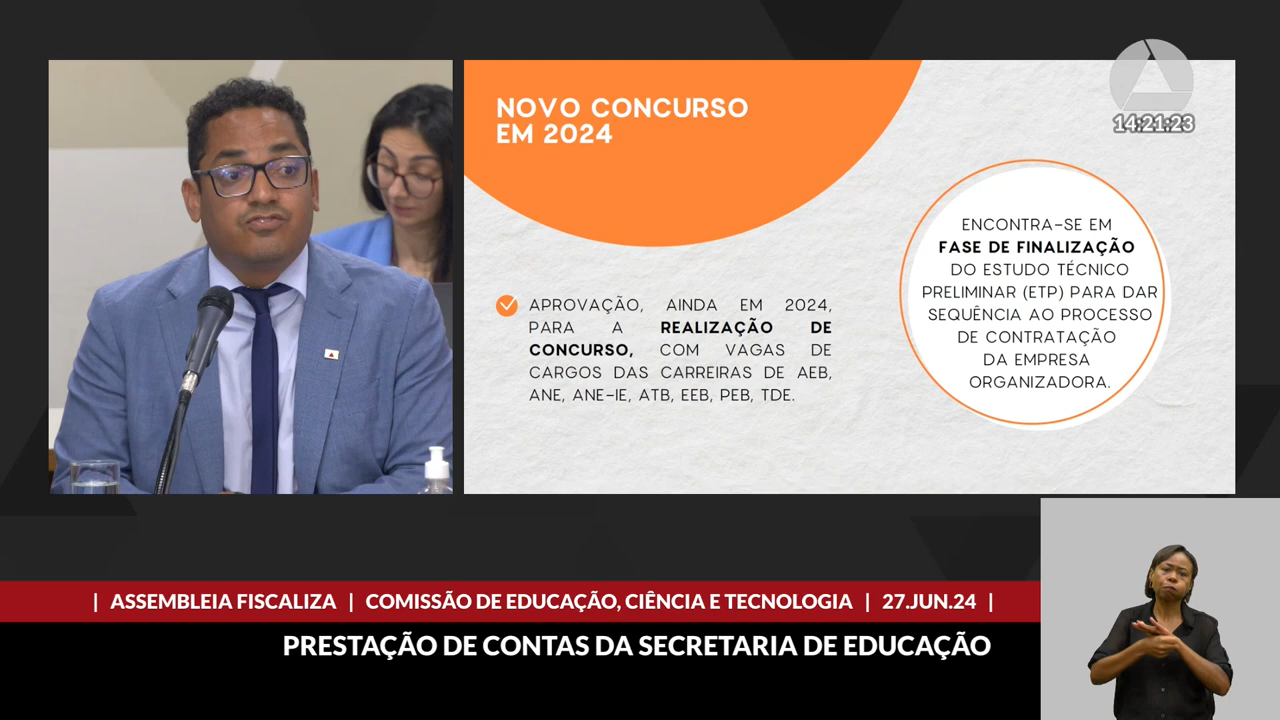 NOVO CONCURSO
EM 2024
14:21:23
APROVAÇÃO, AINDA EM 2024,
PARA A REALIZAÇÃO DE
CONCURSO, COM VAGAS DE
CARGOS DAS CARREIRAS DE AEB,
ANE, ANE-IE, ATB, EEB, PEB, TDE.
ENCONTRA-SE EM
FASE DE FINALIZAÇÃO
DO ESTUDO TÉCNICO
PRELIMINAR (ETP) PARA DAR
SEQUÊNCIA AO PROCESSO
DE CONTRATAÇÃO
DA EMPRESA
ORGANIZADORA.
| ASSEMBLEIA FISCALIZA | COMISSÃO DE EDUCAÇÃO, CIÊNCIA E TECNOLOGIA | 27.JUN.24 |
PRESTAÇÃO DE CONTAS DA SECRETARIA DE EDUCAÇÃO